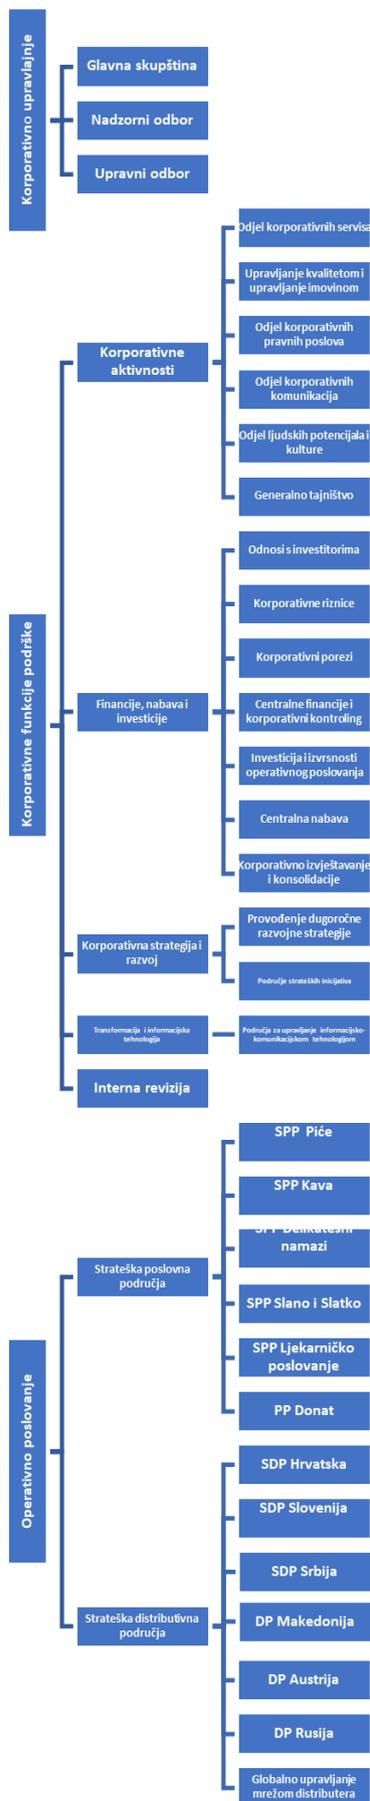 Korporativno upravlajnje
Glavna skupština
Nadzorni odbor
Upravni odbor
Korporativne funkcije podrške
Korporativne
aktivnosti
Odjel korporativnih servisa
Upravljanje kvalitetom i
upravljanje imovinom
Odjel korporativnih
pravnih poslova
Odjel korporativnih
komunikacija
Odjel ljudskih potencijala i
kulture
Generalno tajništvo
Financije, nabava i
investicije
Odnosi s investitorima
Korporativne riznice
Korporativni porezi
Centralne financije i
korporativni kontroling
Investicija i izvrsnosti
operativnog poslovanja
Centralna nabava
Korporativno izvještavanje
i konsolidacije
Korporativna strategija i
razvoj
Provođenje dugoročne
razvojne strategije
Područje strateških inicijativa
Transformacija i informacijska
tehnologija
Područja za upravljanje informacijsko-
komunikacijskom tehnologijom
Interna revizija
Operativno poslovanje
Strateška poslovna
područja
SPP Piće
SPP Kava
SPP Delikatesni
namazi
SPP Slano i Slatko
SPP Ljekarničko
poslovanje
PP Donat
Strateška distributivna
područja
SDP Hrvatska
SDP Slovenija
SDP Srbija
DP Makedonija
DP Austrija
DP Rusija
Globalno upravljanje
mrežom distributera